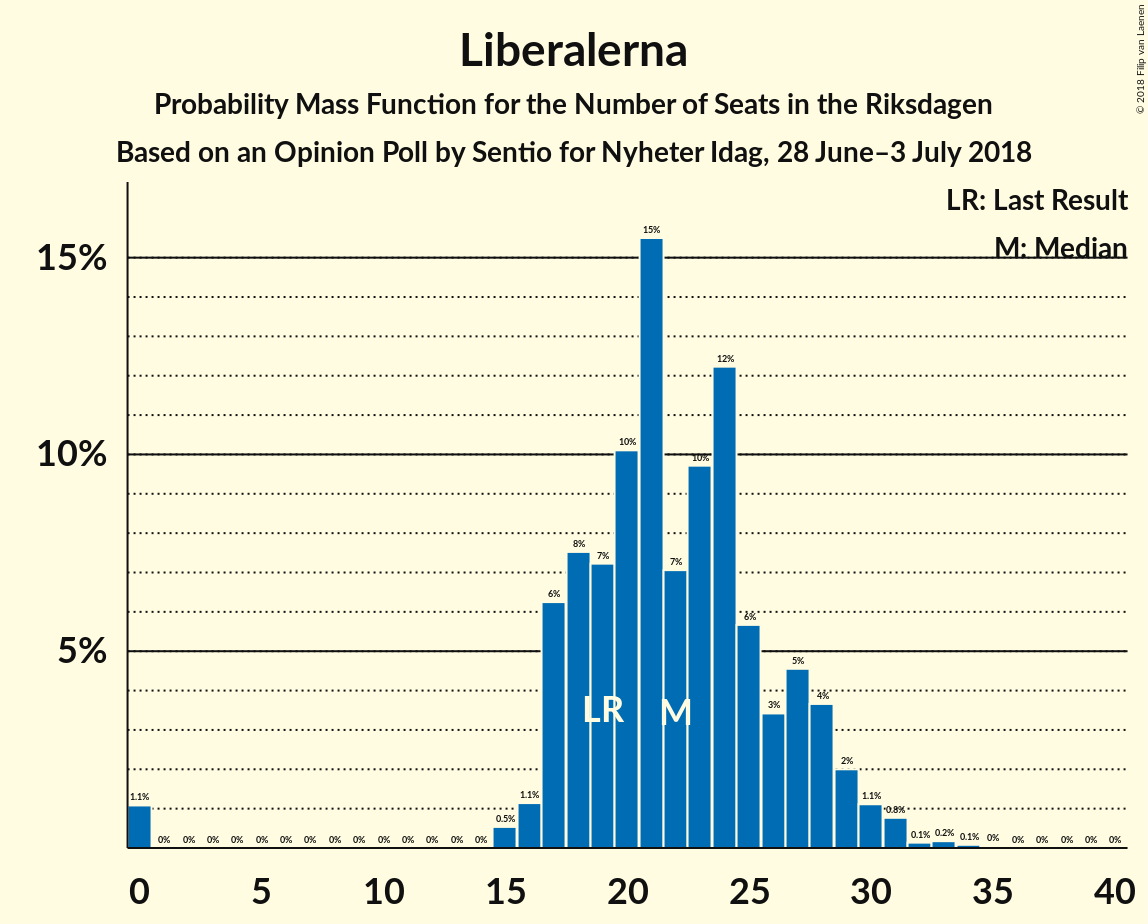 Liberalerna
Probability Mass Function for the Number of Seats in the Riksdagen
Based on an Opinion Poll by Sentio for Nyheter Idag, 28 June–3 July 2018
© 2018 Filip van Laenen
LR: Last Result
M: Median
15%
10%
5%
1.1% 0% 0% 0% 0% 0% 0% 0% 0% 0% 0% 0% 0% 0% 0% 0.5% 1.1% 6% 8% 7% 10% 15% 7% 10% 12% 6% 3% 5% 4% 2% 1.1% 0.8% 0.1% 0.2% 0.1% 0% 0% 0% 0% 0% 0%
LR M
0 5 10 15 20 25 30 35 40